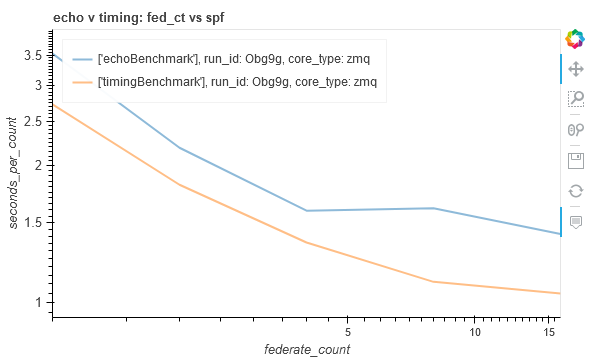 echo v timing: fed_ct vs spf
['echoBenchmark'], run_id: Obg9g, core_type: zmq
['timingBenchmark'], run_id: Obg9g, core_type: zmq
seconds_per_count
3.5
3
2.5
2
1.5
1
5
10
15
federate_count